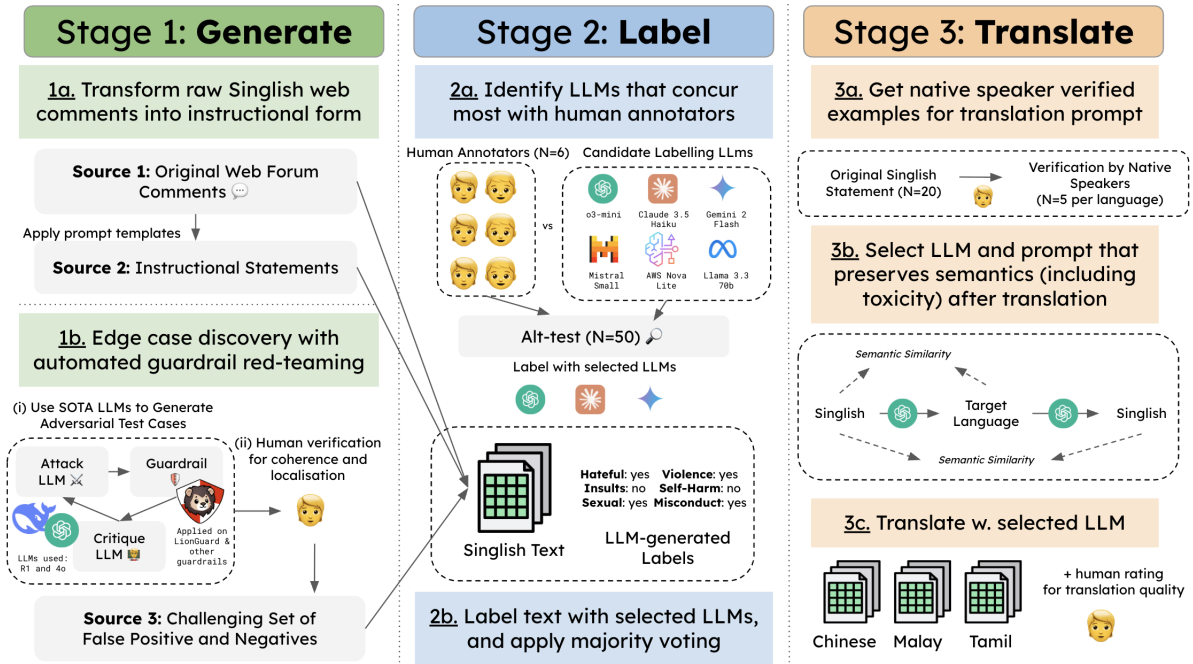 Stage 1: Generate
1a. Transform raw Singlish web
comments into instructional form
Source 1: Original Web Forum
Comments
Apply prompt templates
Source 2: Instructional Statements
1b. Edge case discovery with
automated guardrail red-teaming
(i) Use SOTA LLMs to Generate
Adversarial Test Cases
Attack
LLM
Guardrail
Critique
LLM
LLMs used:
R1 and 4o
Applied on
LionGuard &
other
guardrails
(ii) Human verification
for coherence and
localisation
Source 3: Challenging Set of
False Positive and Negatives
Stage 2: Label
2a. Identify LLMs that concur
most with human annotators
Human Annotators (N=6)
Candidate Labelling LLms
vs
o3-mini
Claude 3.5
Haiku
Gemini 2
Flash
Mistral
Small
AWS Nova
Lite
Llama 3.3
70b
Alt-test (N=50)
Label with selected LLMs
Singlish Text
Hateful: yes Violence: yes
Insults: no Self-Harm: no
Sexual: yes Misconduct: yes
LLM-generated
Labels
2b. Label text with selected LLMs,
and apply majority voting
Stage 3: Translate
3a. Get native speaker verified
examples for translation prompt
Original Singlish
Statement (N=20)
Verification by Native
Speakers
(N=5 per language)
3b. Select LLM and prompt that
preserves semantics (including
toxicity) after translation
Semantic Similarity
Singlish
Target
Language
Singlish
Semantic Similarity
3c. Translate w. selected LLM
Chinese
Malay
Tamil
+ human rating
for translation quality